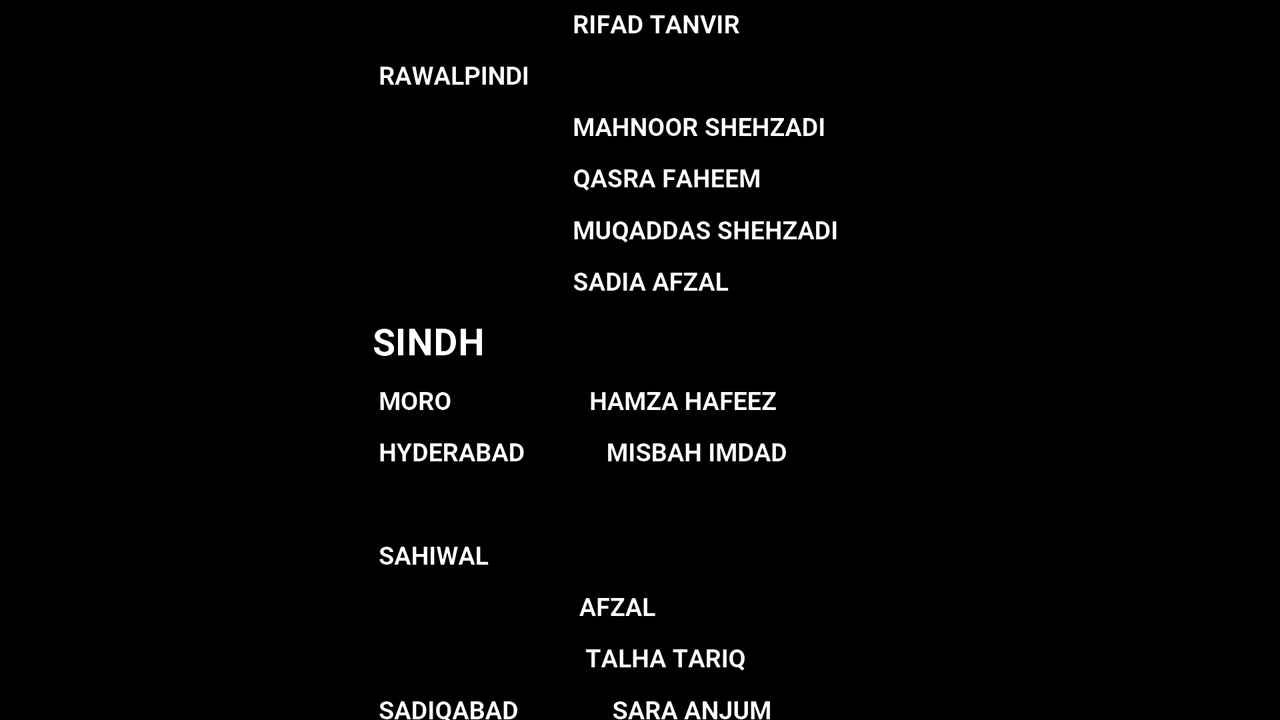 RIFAD TANVIR
RAWALPINDI
MAHNOOR SHEHZADI
QASRA FAHEEM
MUQADDAS SHEHZADI
SADIA AFZAL
SINDH
MORO HAMZA HAFEEZ
HYDERABAD MISBAH IMDAD
SAHIWAL
AFZAL
TALHA TARIQ
SADIQABAD SARA ANJUM